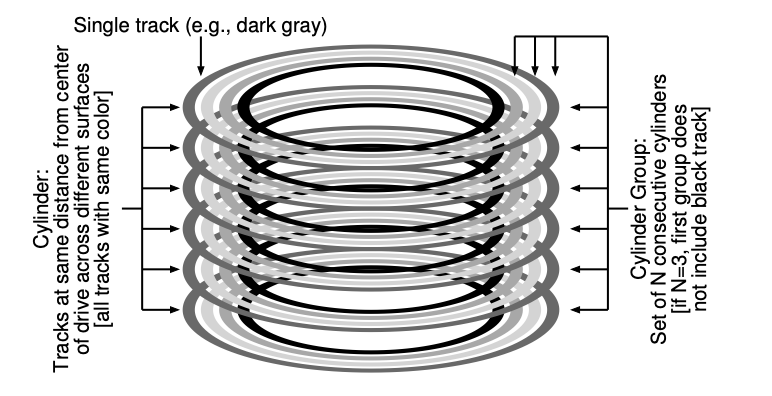 Single track (e.g., dark gray)
Cylinder:
Tracks at same distance from center
of drive across different surfaces
[all tracks with same color]
Cylinder Group:
Set of N consecutive cylinders
[if N=3, first group does
not include black track]